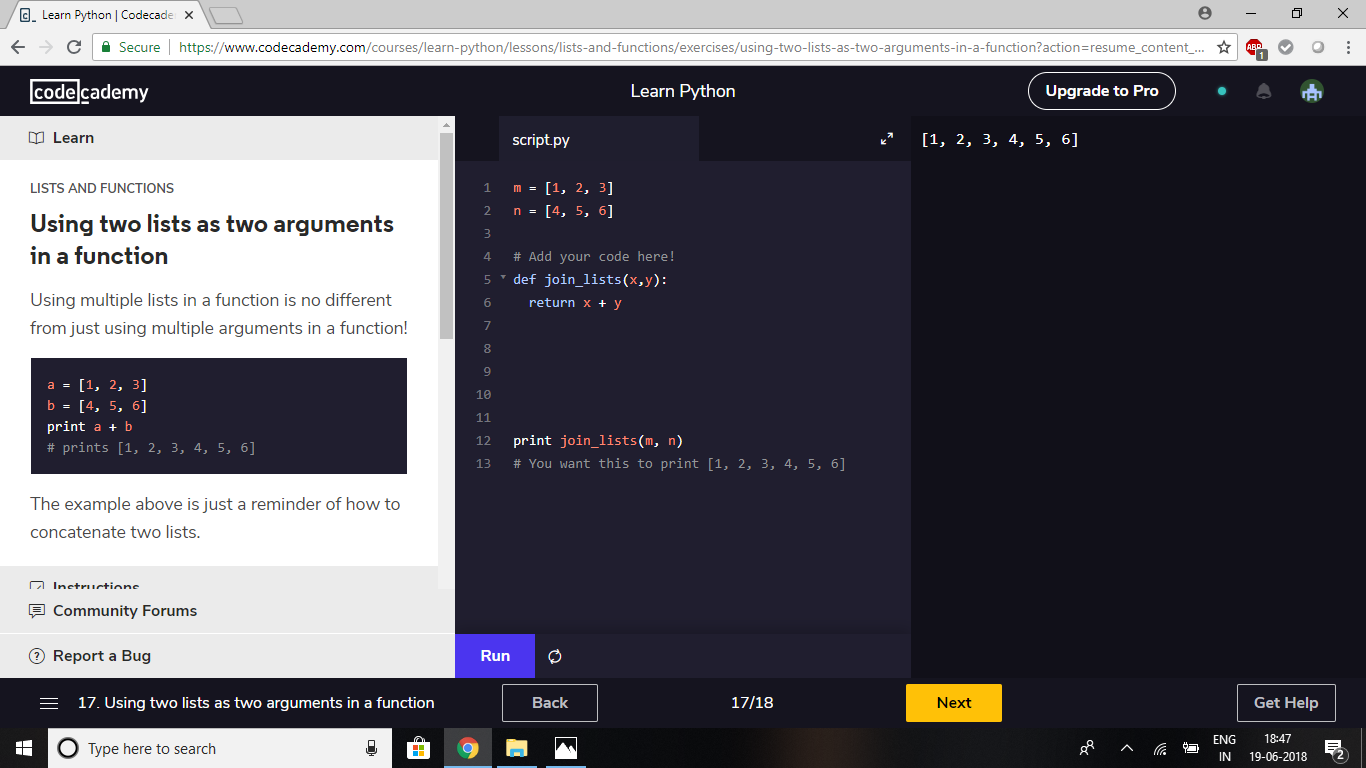 Learn Python | Codecade
Secure | https://www.codecademy.com/courses/learn-python/lessons/lists-and-functions/exercises/using-two-lists-as-two-arguments-in-a-function?action=resume_content_...
ABP
1
codecademy
Learn Python
Upgrade to Pro
Learn
LISTS AND FUNCTIONS
Using two lists as two arguments
in a function
Using multiple lists in a function is no different
from just using multiple arguments in a function!
a = [1, 2, 3]
b = [4, 5, 6]
print a + b
# prints [1, 2, 3, 4, 5, 6]
The example above is just a reminder of how to
concatenate two lists.
Instructions
Community Forums
Report a Bug
script.py
1 m = [1, 2, 3]
2 n = [4, 5, 6]
3
4 # Add your code here!
5 def join_lists(x,y):
6 return x + y
7
8
9
10
11
12 print join_lists(m, n)
13 # You want this to print [1, 2, 3, 4, 5, 6]
Run
[1, 2, 3, 4, 5, 6]
17. Using two lists as two arguments in a function
Back
17/18
Next
Get Help
Type here to search
ENG
IN
18:47
19-06-2018
2